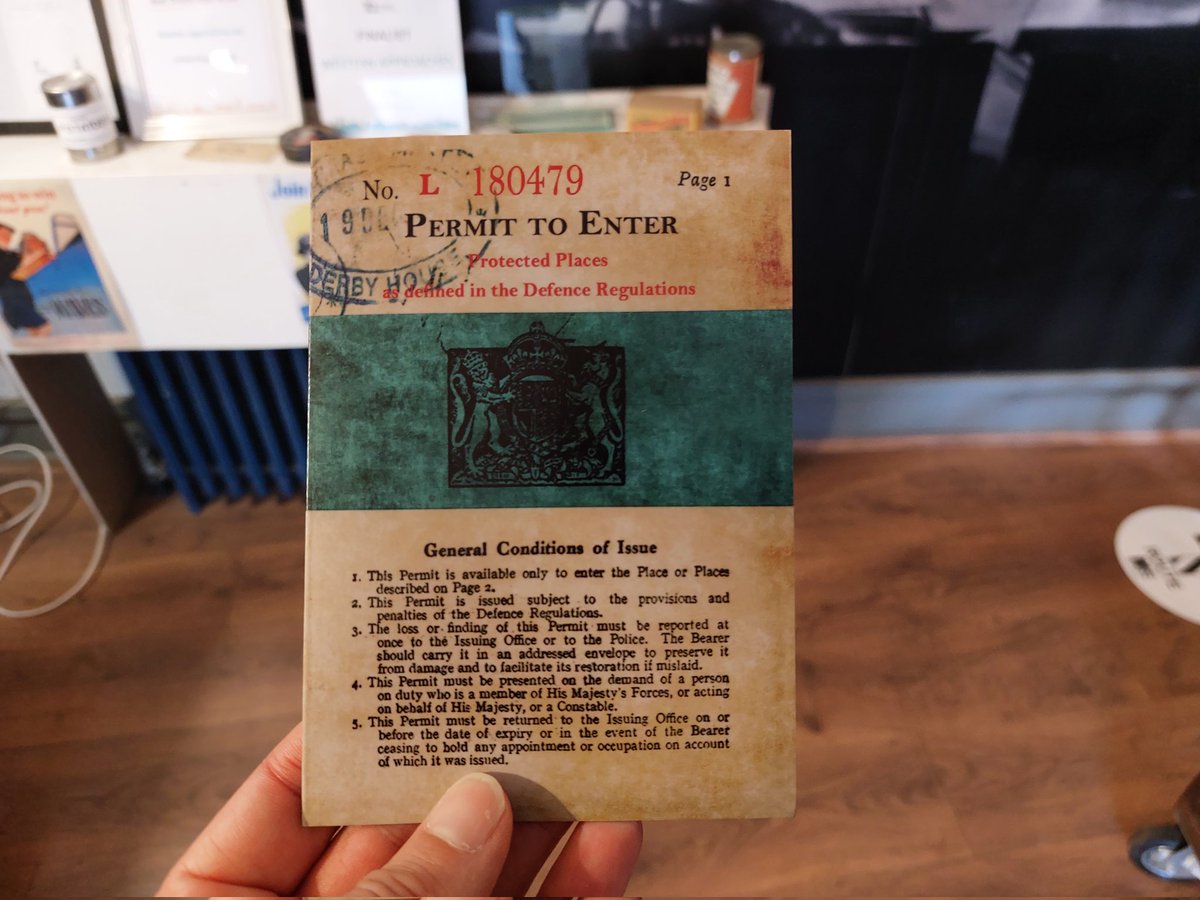 FINALIST
Join
No. L 180479 Page 1
19 DE
PERMIT TO ENTER
Protected Places
DERBY HOUSE
as defined in the Defence Regulations
General Conditions of Issue
1. This Permit is available only to enter the Place or Places
described on Page 2.
2. This Permit is issued subject to the provisions and
penalties of the Defence Regulations.
3. The loss or finding of this Permit must be reported at
once to the Issuing Office or to the Police. The Bearer
should carry it in an addressed envelope to preserve it
from damage and to facilitate its restoration if mislaid.
4. This Permit must be presented on the demand of a person
on duty who is a member of His Majesty's Forces, or acting
on behalf of His Majesty, or a Constable.
5. This Permit must be returned to the Issuing Office on or
before the date of expiry or in the event of the Bearer
ceasing to hold any appointment or occupation on account
of which it was issued.